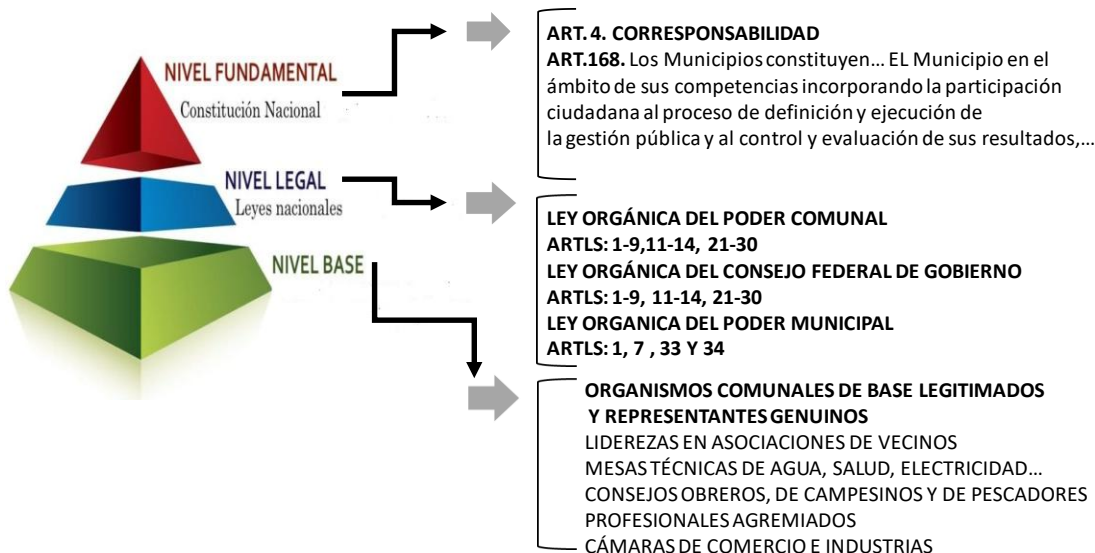 NIVEL FUNDAMENTAL
Constitución Nacional
NIVEL LEGAL
Leyes nacionales
NIVEL BASE
ART. 4. CORRESPONSABILIDAD
ART.168. Los Municipios constituyen... EL Municipio en el
ámbito de sus competencias incorporando la participación
ciudadana al proceso de definición y ejecución de
la gestión pública y al control y evaluación de sus resultados,...
LEY ORGÁNICA DEL PODER COMUNAL
ARTLS: 1-9,11-14, 21-30
LEY ORGÁNICA DEL CONSEJO FEDERAL DE GOBIERNO
ARTLS: 1-9, 11-14, 21-30
LEY ORGANICA DEL PODER MUNICIPAL
ARTLS: 1, 7 , 33 Y 34
ORGANISMOS COMUNALES DE BASE LEGITIMADOS
Y REPRESENTANTES GENUINOS
LIDEREZAS EN ASOCIACIONES DE VECINOS
MESAS TÉCNICAS DE AGUA, SALUD, ELECTRICIDAD...
CONSEJOS OBREROS, DE CAMPESINOS Y DE PESCADORES
PROFESIONALES AGREMIADOS
CÁMARAS DE COMERCIO E INDUSTRIAS